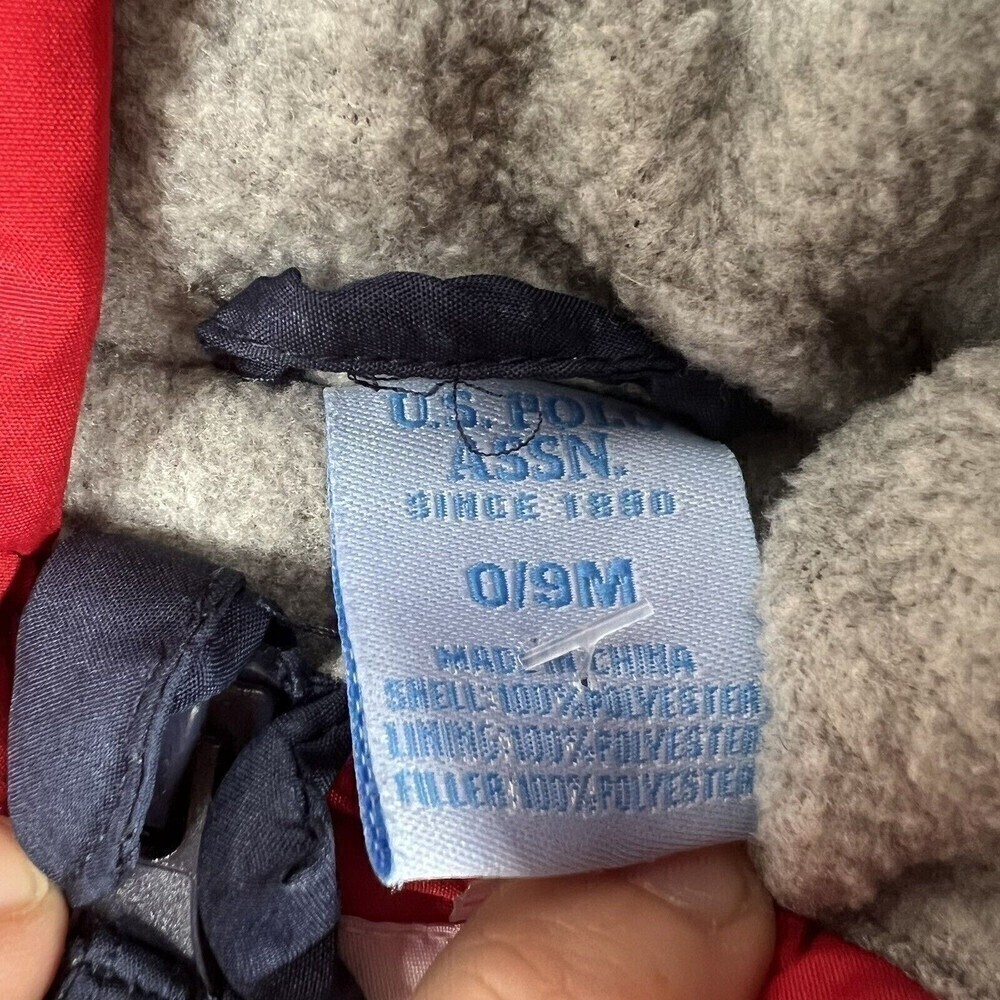 U.S. POLO
ASSN.
SINCE 1890
0/9M
MADE IN CHINA
SHELL: 100% POLYESTER
LINING: 100% POLYESTER
FILLER: 100% POLYESTER